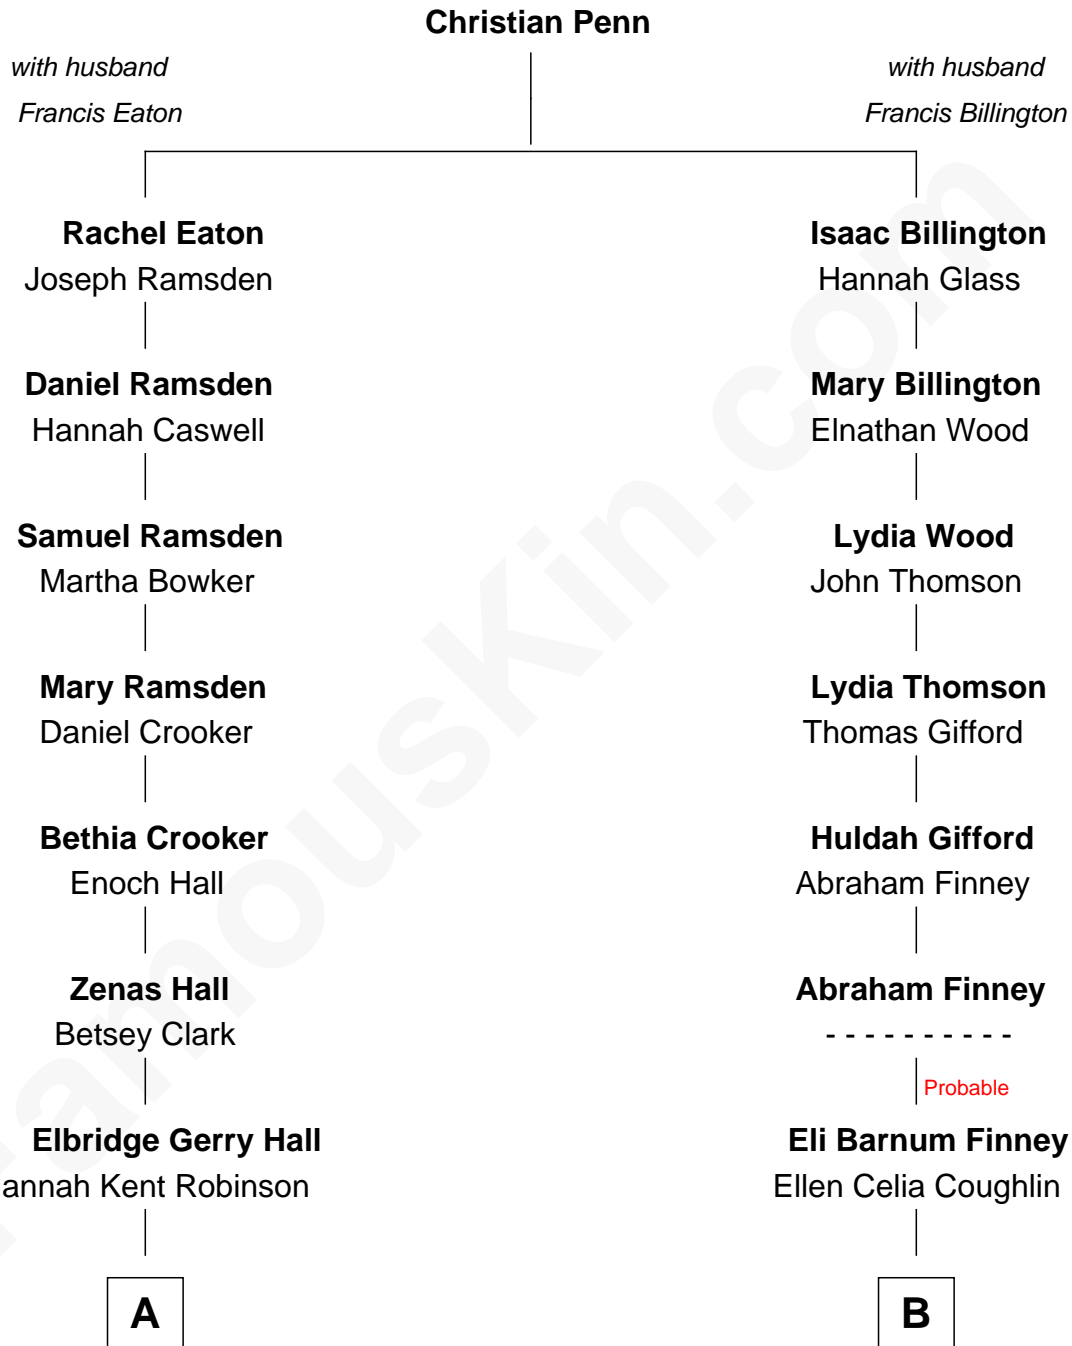 Christian Penn
with husband
Francis Eaton
with husband
Francis Billington
Rachel Eaton
Joseph Ramsden
Isaac Billington
Hannah Glass
Daniel Ramsden
Hannah Caswell
Mary Billington
Elnathan Wood
Samuel Ramsden
Martha Bowker
Lydia Wood
John Thomson
Mary Ramsden
Daniel Crooker
Lydia Thomson
Thomas Gifford
Bethia Crooker
Enoch Hall
Huldah Gifford
Abraham Finney
Zenas Hall
Betsey Clark
Abraham Finney
- - - - - - - - - -
Probable
Elbridge Gerry Hall
annah Kent Robinson
Eli Barnum Finney
Ellen Celia Coughlin
A
B
FamousKin.com